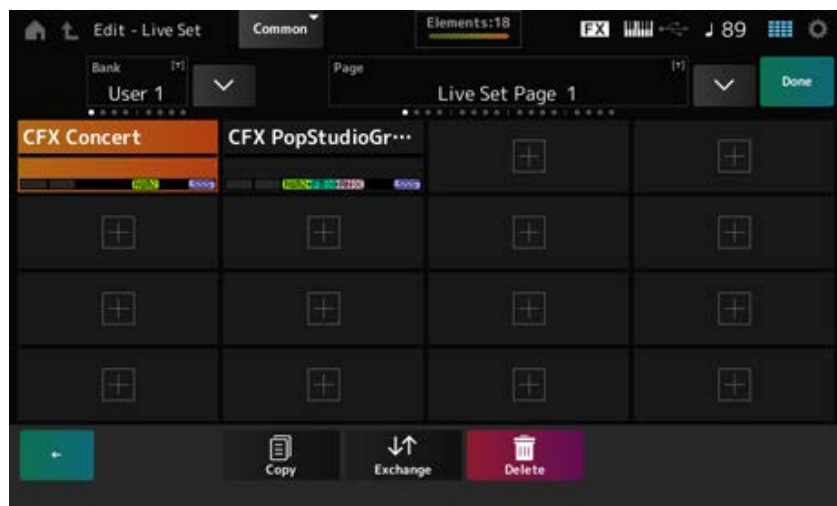 Edit - Live Set
Common
Elements:18
FX
89
Bank
User 1
Page
Live Set Page 1
Done
CFX Concert
CFX PopStudioGr···
Copy
Exchange
Delete